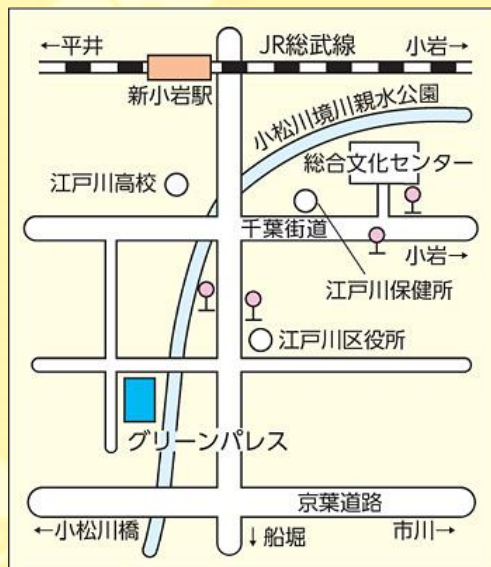 ←平井
JR総武線
小岩→
新小岩駅
小松川境川親水公園
江戸川高校
総合文化センター
千葉街道
小岩→
江戸川保健所
江戸川区役所
グリーンパレス
京葉道路
←小松川橋
↓船堀
市川→